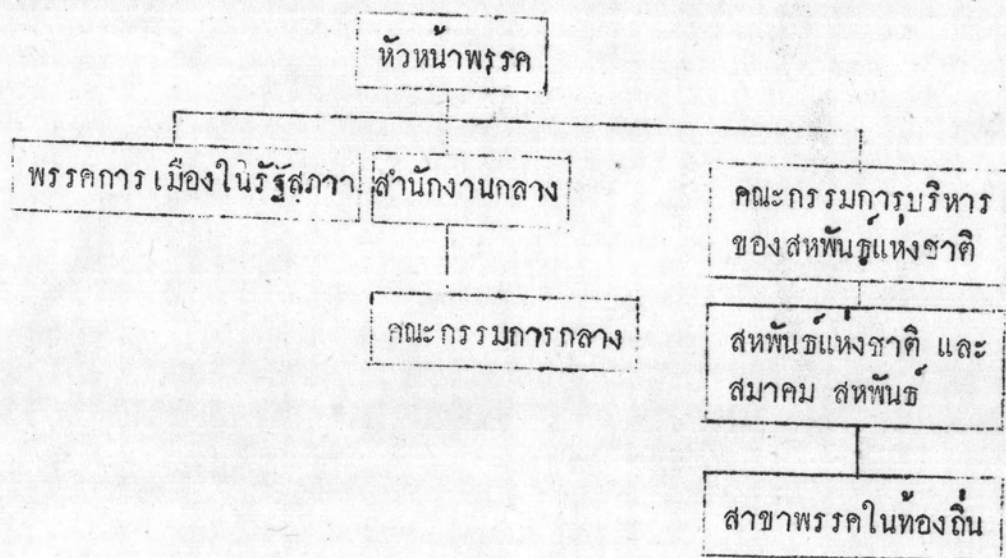 หัวหน้าพรรค
พรรคการเมืองในรัฐสภา
สำนักงานกลาง
คณะกรรมการบริหาร
ของสหพันธ์แห่งชาติ
คณะกรรมการกลาง
สหพันธ์แห่งชาติ และ
สมาคม สหพันธ์
สาขาพรรคในท้องถิ่น